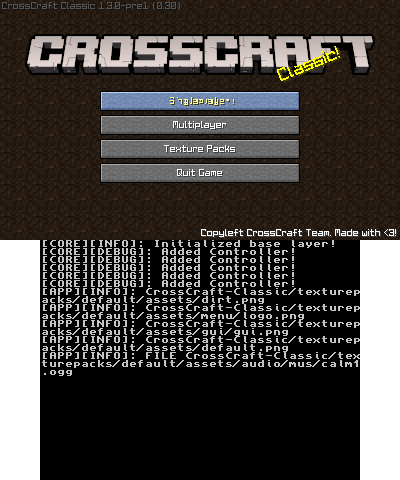 CrossCraft Classic 1.3.0-pre1 (0.30)
CROSSCRAFT
Classic!
Multiplayer
Texture Packs
Quit Game
Copyleft CrossCraft Team. Made with <3!
[CORE][INFO]: Initialized base layer!
[CORE][DEBUG]: Added Controller!
[CORE][DEBUG]: Added Controller!
[CORE][DEBUG]: Added Controller!
[CORE][DEBUG]: Added Controller!
[APP][INFO]: CrossCraft-Classic/texturep
acks/default/assets/dirt.png
[APP][INFO]: CrossCraft-Classic/texturep
acks/default/assets/menu/logo.png
[APP][INFO]: CrossCraft-Classic/texturep
acks/default/assets/gui/gui.png
[APP][INFO]: CrossCraft-Classic/texturep
acks/default/assets/default.png
[APP][INFO]: FILE CrossCraft-Classic/tex
turepacks/default/assets/audio/mus/calm1
.ogg